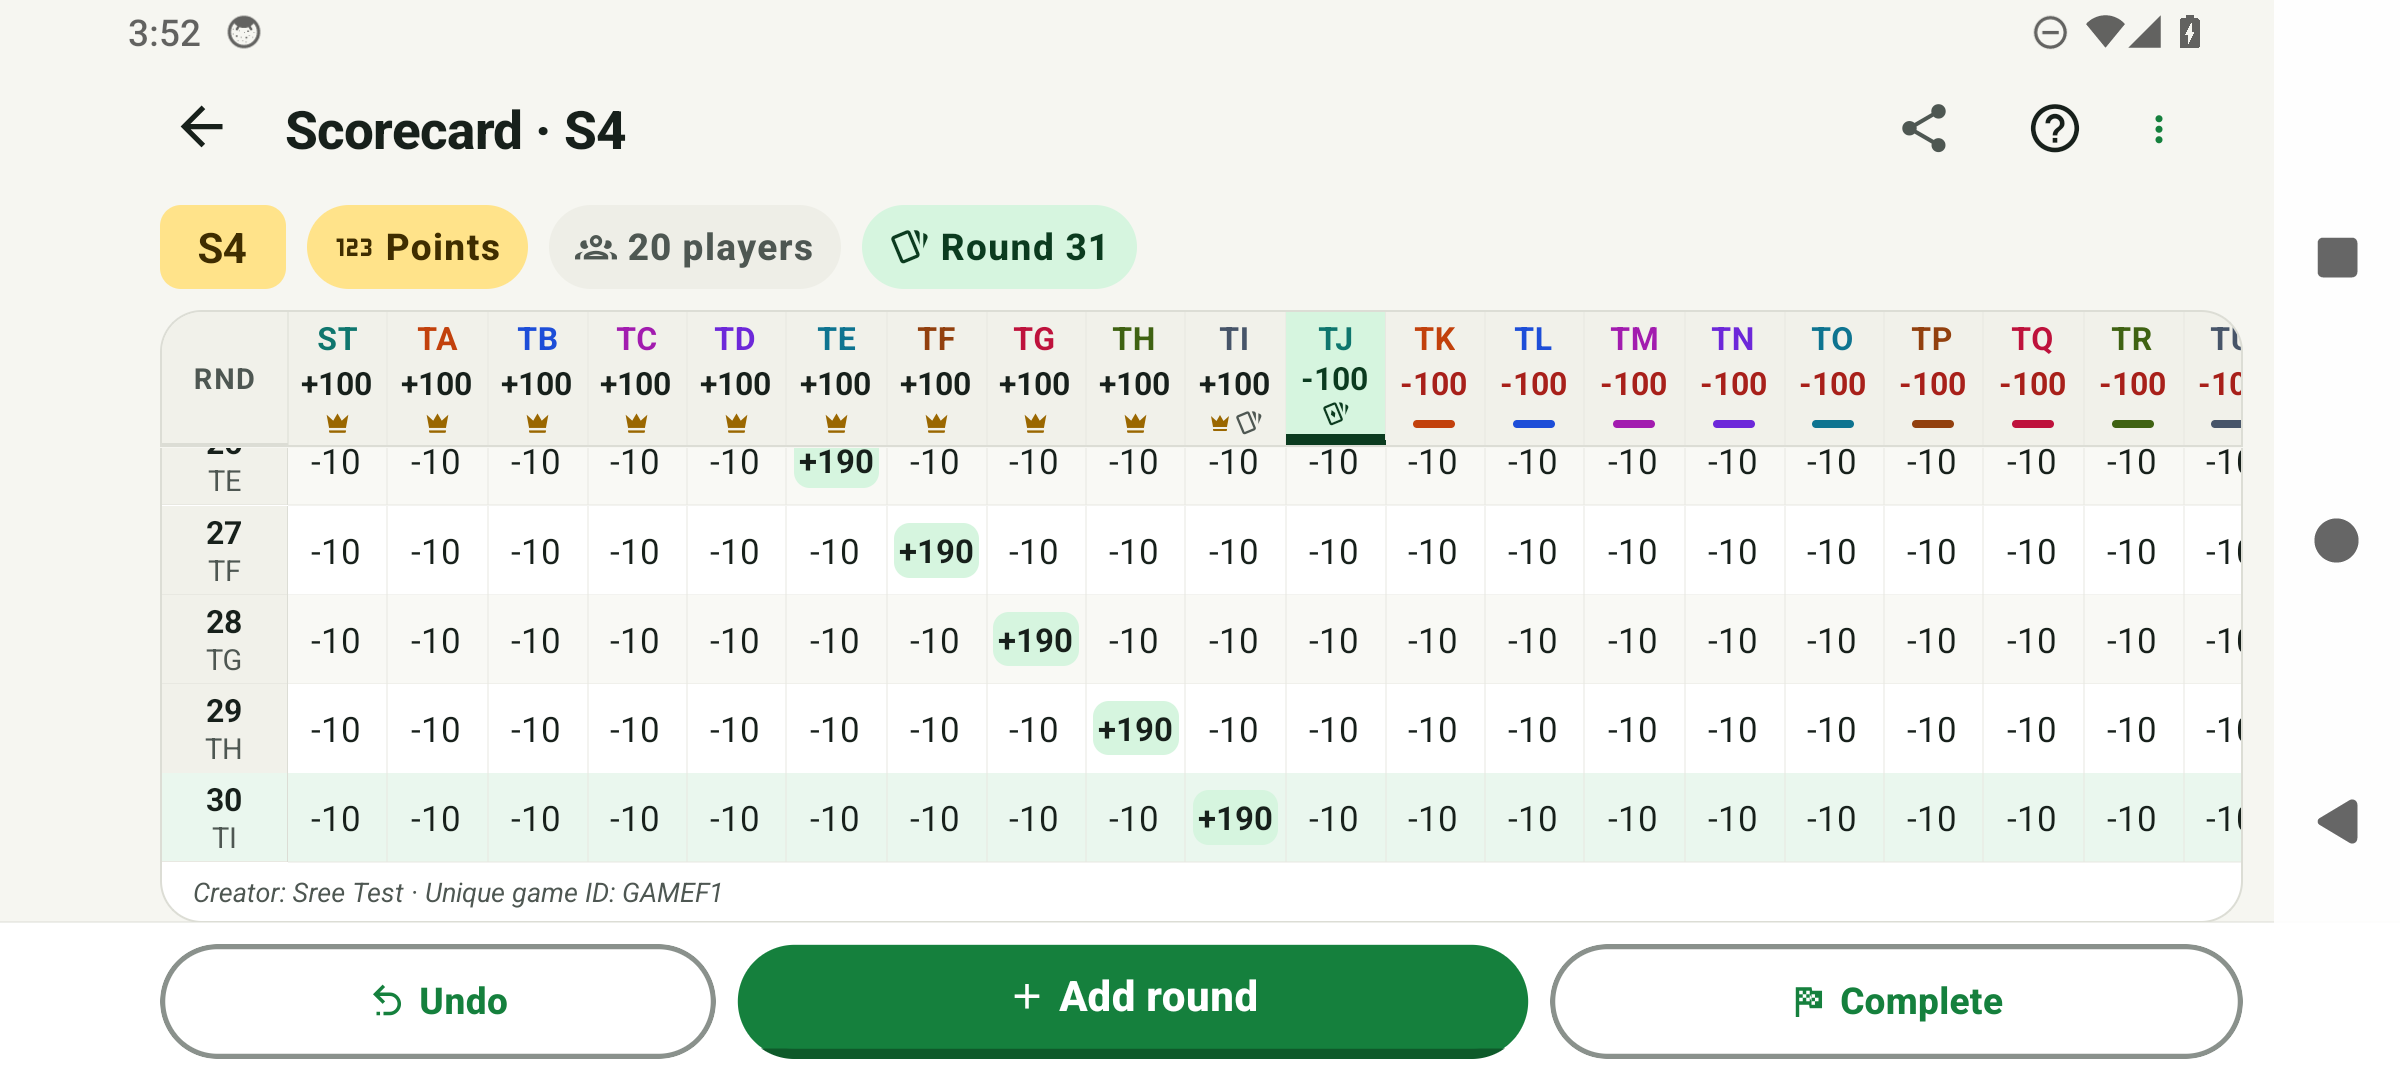 3:52
Scorecard · S4
S4
123 Points
20 players
Round 31
RND ST TA TB TC TD TE TF TG TH TI TJ TK TL TM TN TO TP TQ TR
+100 +100 +100 +100 +100 +100 +100 +100 +100 +100 -100 -100 -100 -100 -100 -100 -100 -100 -100
TE -10 -10 -10 -10 -10 +190 -10 -10 -10 -10 -10 -10 -10 -10 -10 -10 -10 -10 -10
27 TF -10 -10 -10 -10 -10 -10 +190 -10 -10 -10 -10 -10 -10 -10 -10 -10 -10 -10 -10
28 TG -10 -10 -10 -10 -10 -10 -10 +190 -10 -10 -10 -10 -10 -10 -10 -10 -10 -10 -10
29 TH -10 -10 -10 -10 -10 -10 -10 -10 +190 -10 -10 -10 -10 -10 -10 -10 -10 -10 -10
30 TI -10 -10 -10 -10 -10 -10 -10 -10 -10 +190 -10 -10 -10 -10 -10 -10 -10 -10 -10
Creator: Sree Test · Unique game ID: GAMEF1
Undo
+ Add round
Complete